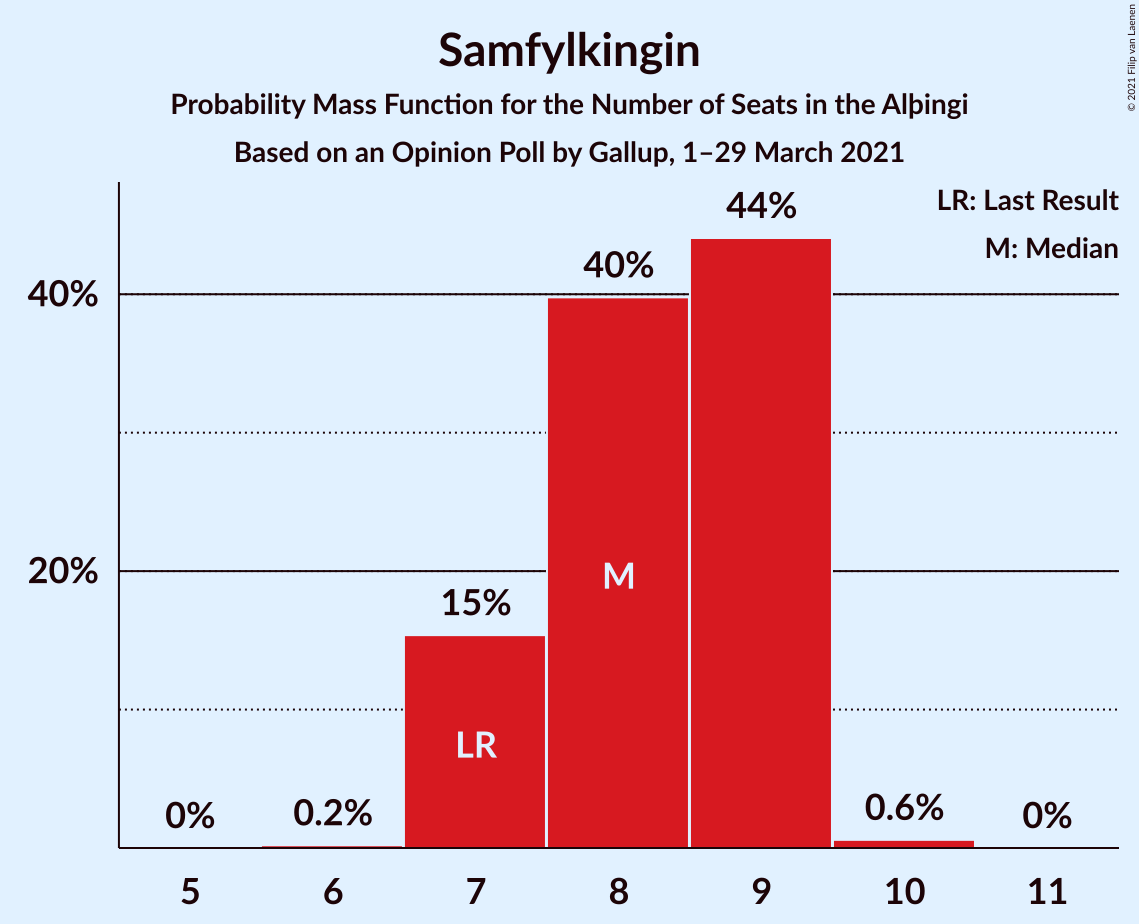 Samfylkingin
Probability Mass Function for the Number of Seats in the Alþingi
Based on an Opinion Poll by Gallup, 1–29 March 2021
© 2021 Filip van Laenen
LR: Last Result
M: Median
44%
40%
40%
20%
M
15%
LR
0%
0.2%
0.6%
0%
5 6 7 8 9 10 11